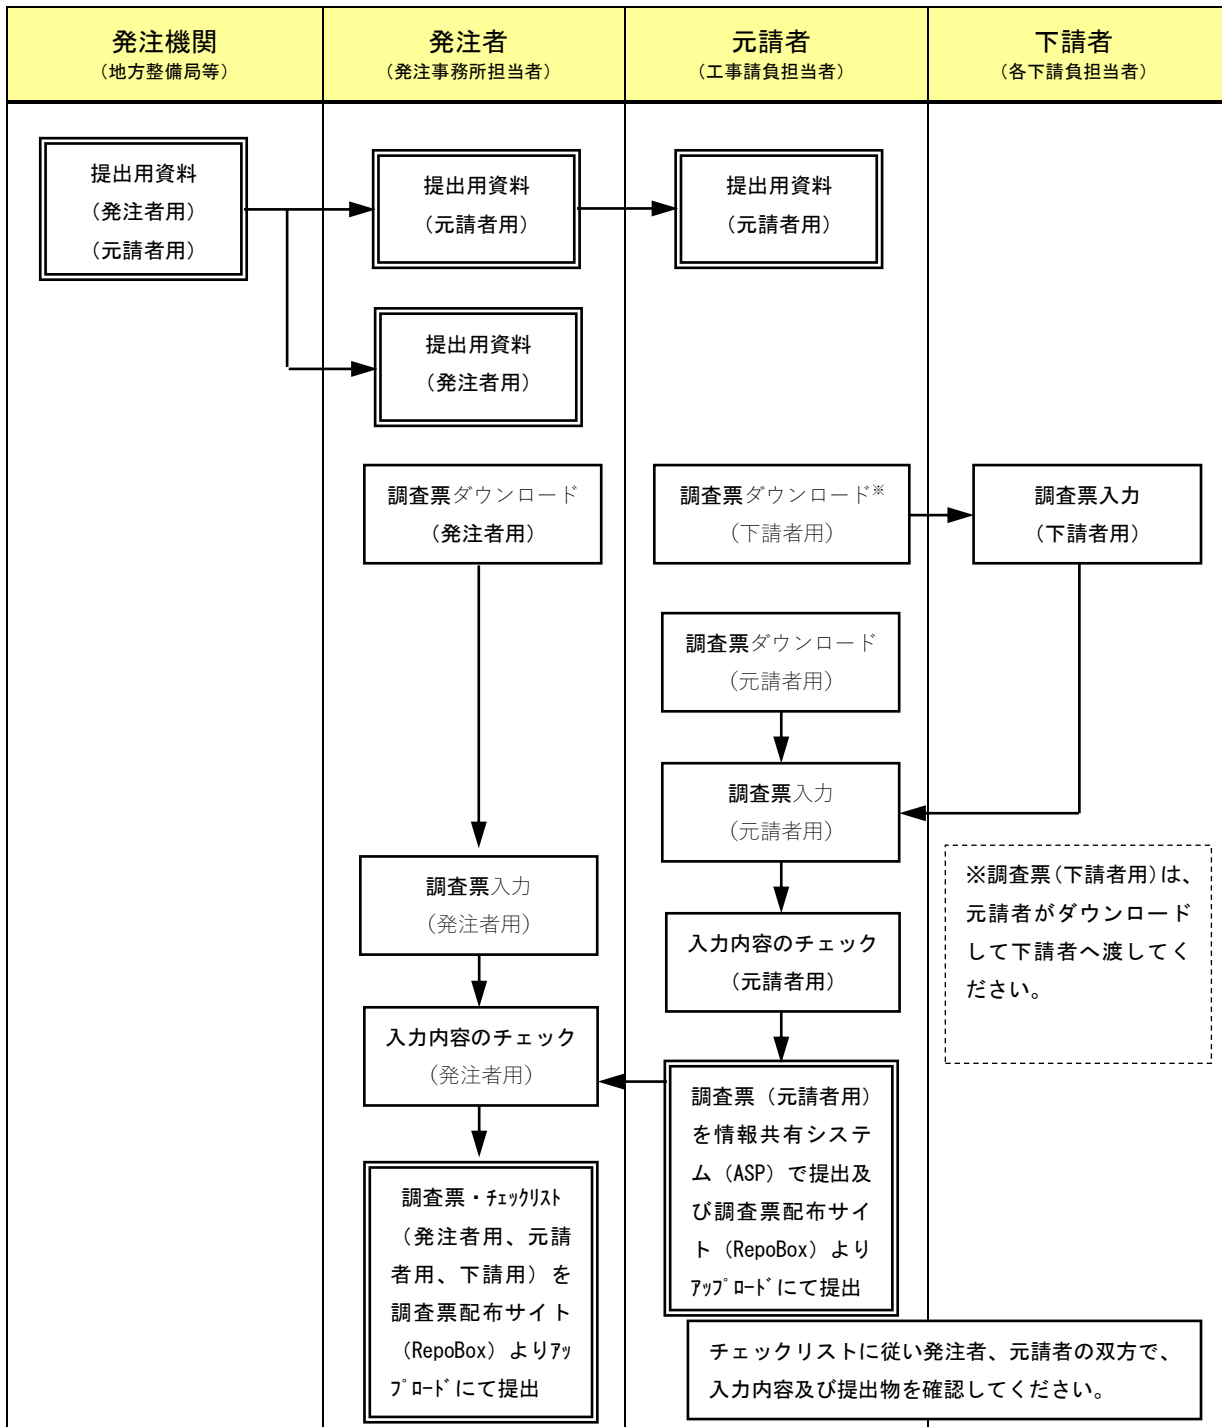 発注機関
(地方整備局等)
発注者
(発注事務所担当者)
元請者
(工事請負担当者)
下請者
(各下請負担当者)
提出用資料
(発注者用)
(元請者用)
提出用資料
(元請者用)
提出用資料
(元請者用)
提出用資料
(発注者用)
調査票ダウンロード
(発注者用)
調査票ダウンロード※
(下請者用)
調査票入力
(下請者用)
調査票ダウンロード
(元請者用)
調査票入力
(元請者用)
調査票入力
(発注者用)
入力内容のチェック
(元請者用)
※調査票(下請者用)は、
元請者がダウンロード
して下請者へ渡してく
ださい。
入力内容のチェック
(発注者用)
調査票(元請者用)
を情報共有システ
ム(ASP)で提出及
び調査票配布サイ
ト(RepoBox)より
ｱｯﾌﾟﾛｰﾄﾞにて提出
調査票・ﾁｪｯｸﾘｽﾄ
(発注者用、元請
者用、下請用)を
調査票配布サイト
(RepoBox)よりｱｯ
ﾌﾟﾛｰﾄﾞにて提出
チェックリストに従い発注者、元請者の双方で、
入力内容及び提出物を確認してください。